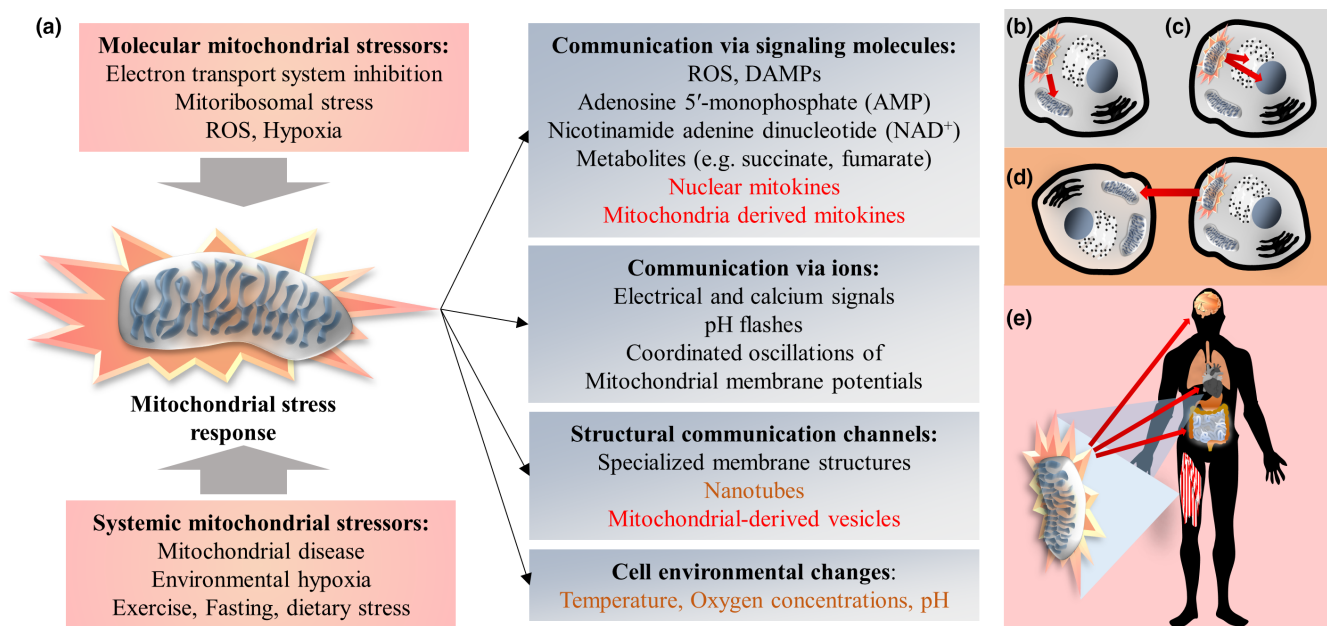 (a)
Molecular mitochondrial stressors:
Electron transport system inhibition
Mitoribosomal stress
ROS, Hypoxia
Mitochondrial stress
response
Systemic mitochondrial stressors:
Mitochondrial disease
Environmental hypoxia
Exercise, Fasting, dietary stress
Communication via signaling molecules:
ROS, DAMPs
Adenosine 5′-monophosphate (AMP)
Nicotinamide adenine dinucleotide (NAD⁺)
Metabolites (e.g. succinate, fumarate)
Nuclear mitokines
Mitochondria derived mitokines
Communication via ions:
Electrical and calcium signals
pH flashes
Coordinated oscillations of
Mitochondrial membrane potentials
Structural communication channels:
Specialized membrane structures
Nanotubes
Mitochondrial-derived vesicles
Cell environmental changes:
Temperature, Oxygen concentrations, pH
(b)
(c)
(d)
(e)